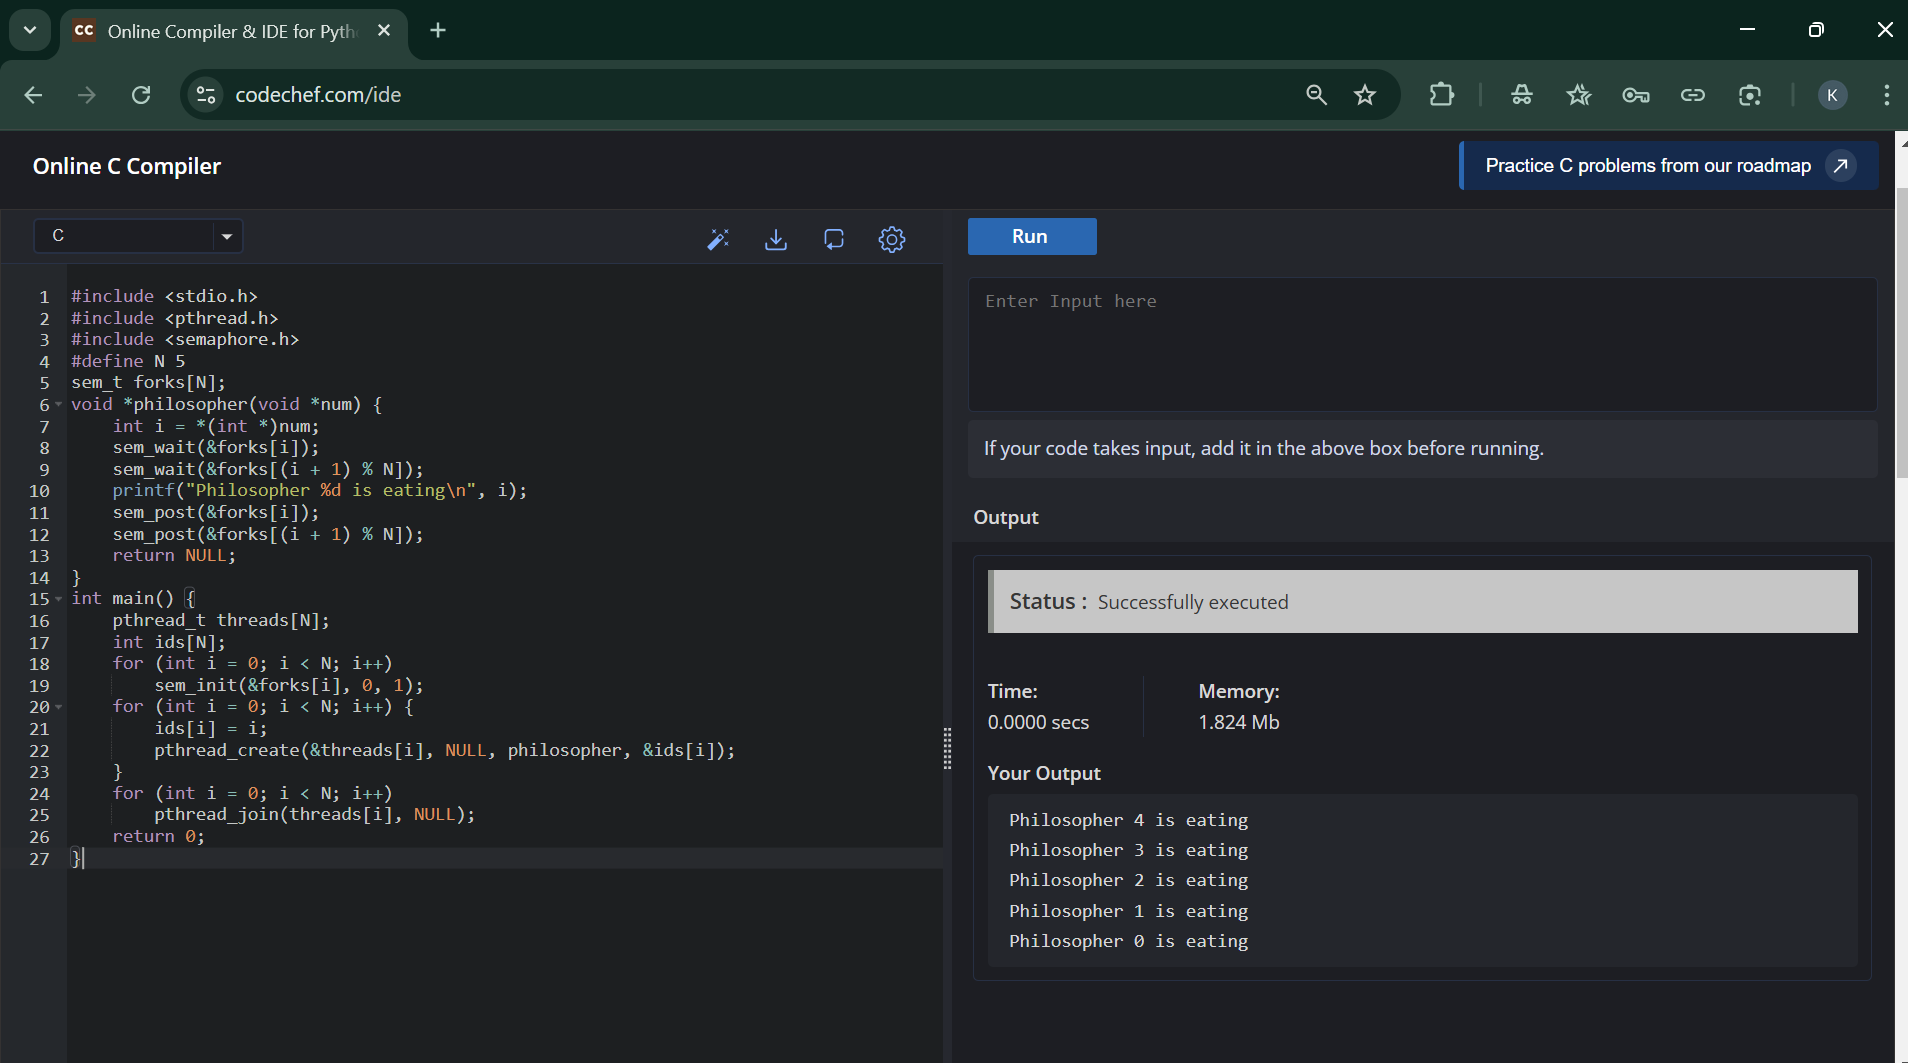 CC Online Compiler & IDE for Pyth
codechef.com/ide
K
Online C Compiler
Practice C problems from our roadmap
C
Run
1 #include <stdio.h>
2 #include <pthread.h>
3 #include <semaphore.h>
4 #define N 5
5 sem_t forks[N];
6 void *philosopher(void *num) {
7     int i = *(int *)num;
8     sem_wait(&forks[i]);
9     sem_wait(&forks[(i + 1) % N]);
10     printf("Philosopher %d is eating\n", i);
11     sem_post(&forks[i]);
12     sem_post(&forks[(i + 1) % N]);
13     return NULL;
14 }
15 int main() {
16     pthread_t threads[N];
17     int ids[N];
18     for (int i = 0; i < N; i++)
19         sem_init(&forks[i], 0, 1);
20     for (int i = 0; i < N; i++) {
21         ids[i] = i;
22         pthread_create(&threads[i], NULL, philosopher, &ids[i]);
23     }
24     for (int i = 0; i < N; i++)
25         pthread_join(threads[i], NULL);
26     return 0;
27 }
Enter Input here
If your code takes input, add it in the above box before running.
Output
Status : Successfully executed
Time: Memory:
0.0000 secs 1.824 Mb
Your Output
Philosopher 4 is eating
Philosopher 3 is eating
Philosopher 2 is eating
Philosopher 1 is eating
Philosopher 0 is eating